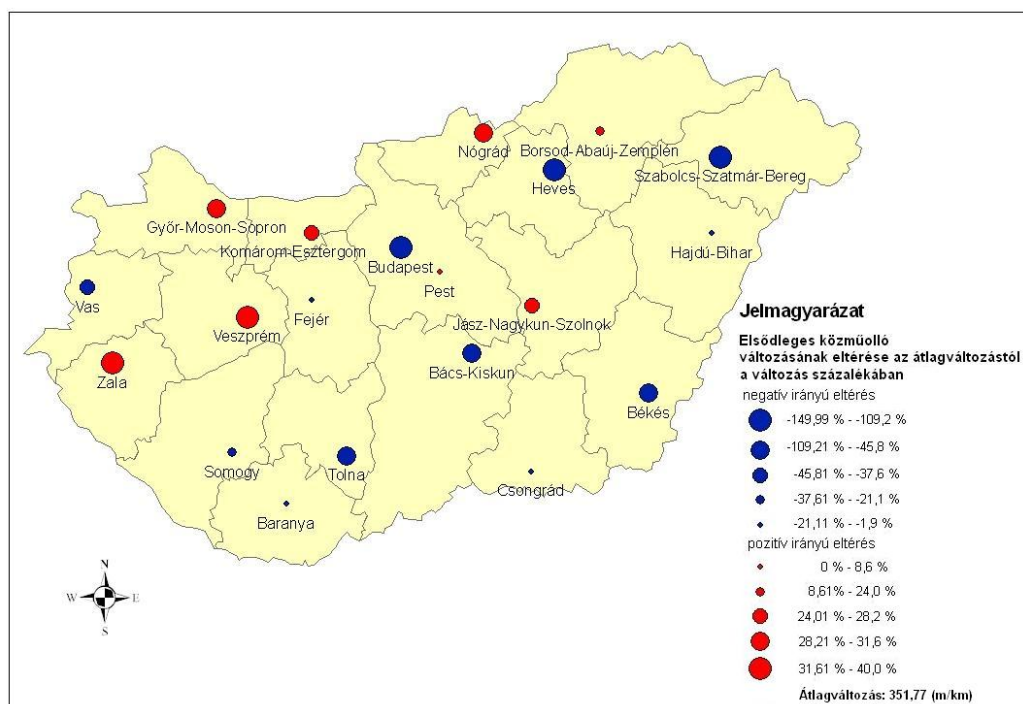 Nógrád
Borsod-Abaúj-Zemplén
Heves
Szabolcs-Szatmár-Bereg
Győr-Moson-Sopron
Komárom-Esztergom
Hajdú-Bihar
Budapest
Pest
Vas
Fejér
Veszprém
Jász-Nagykun-Szolnok
Zala
Bács-Kiskun
Békés
Somogy
Tolna
Csongrád
Baranya
N
W
E
S
Jelmagyarázat
Elsődleges közműolló
változásának eltérése az átlagváltozástól
a változás százalékában
negatív irányú eltérés
-149,99 % - -109,2 %
-109,21 % - -45,8 %
-45,81 % - -37,6 %
-37,61 % - -21,1 %
-21,11 % - -1,9 %
pozitív irányú eltérés
0 % - 8,6 %
8,61% - 24,0 %
24,01 % - 28,2 %
28,21 % - 31,6 %
31,61 % - 40,0 %
Átlagváltozás: 351,77 (m/km)